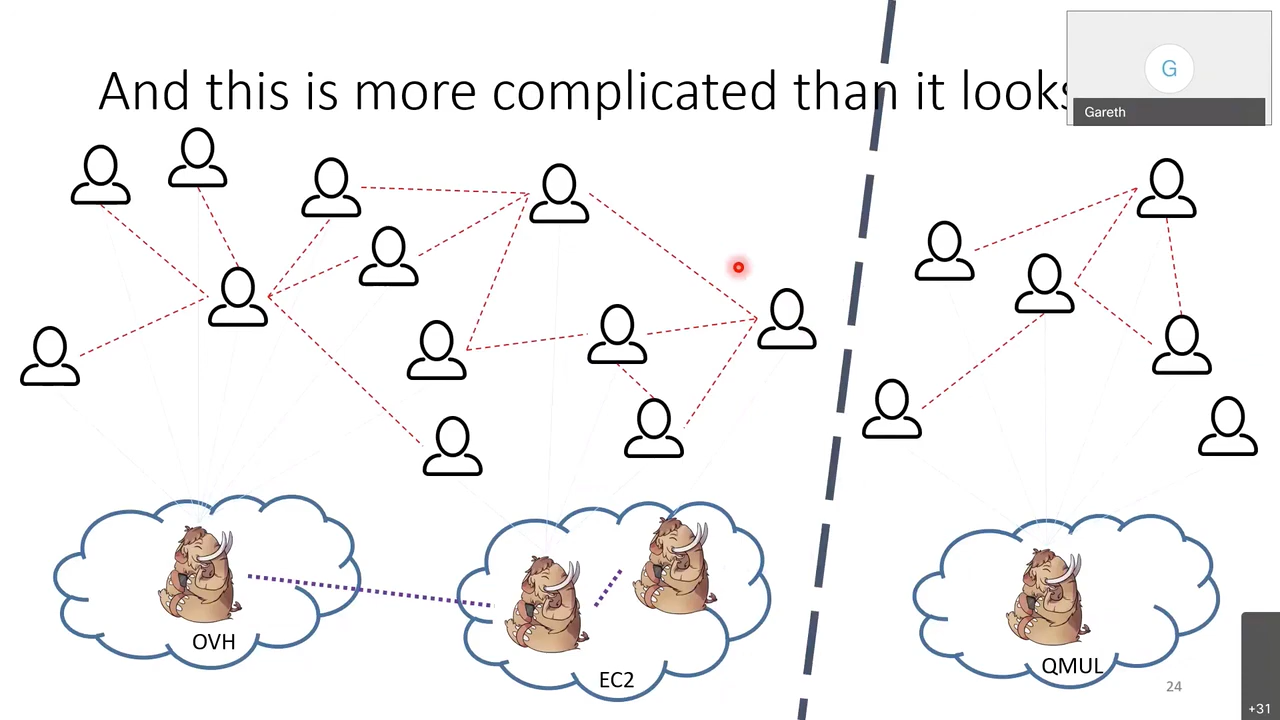 And this is more complicated than it looks
G
Gareth
OVH
EC2
QMUL
24
+31